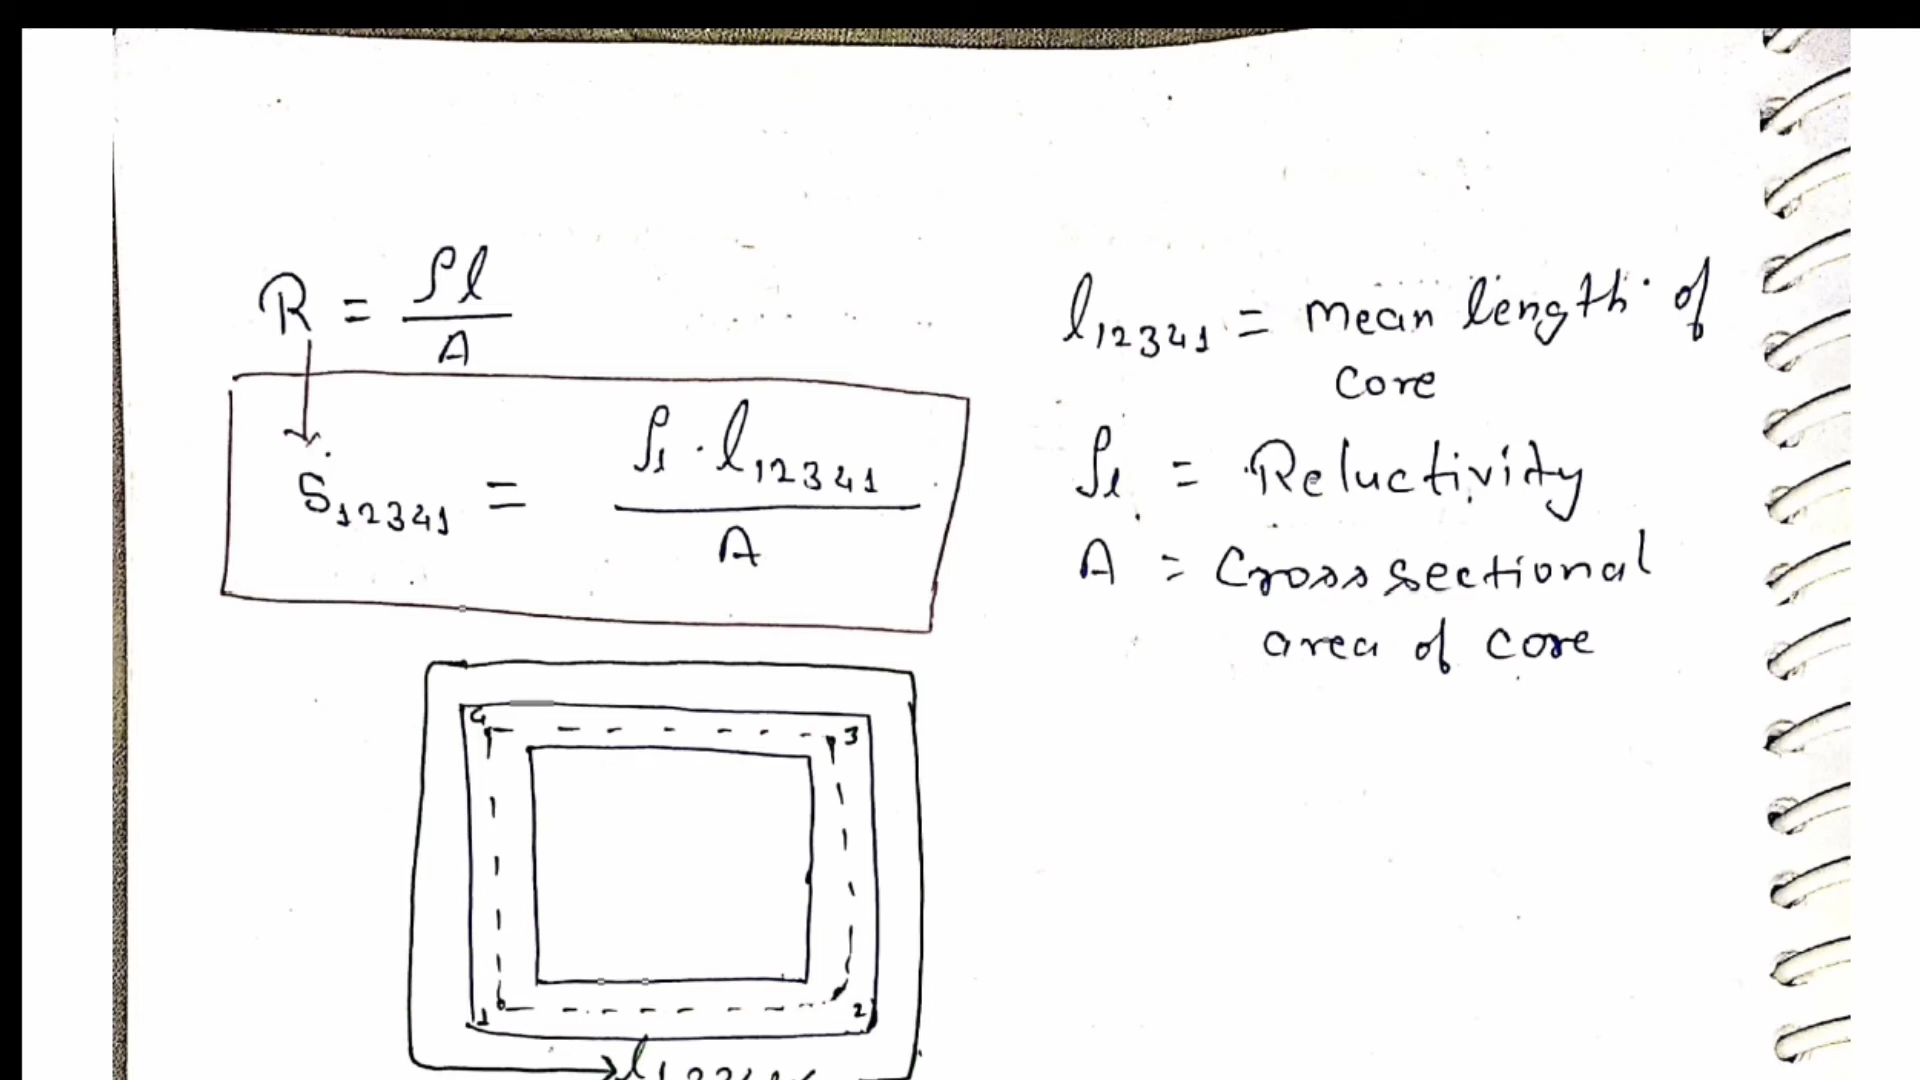 R = ρl / A
S₁₂₃₄₁ = ρ₁ · l₁₂₃₄₁ / A
l₁₂₃₄₁ = mean length of
core
ρ₁ = Reluctivity
A = Cross sectional
area of core
4
3
1
2